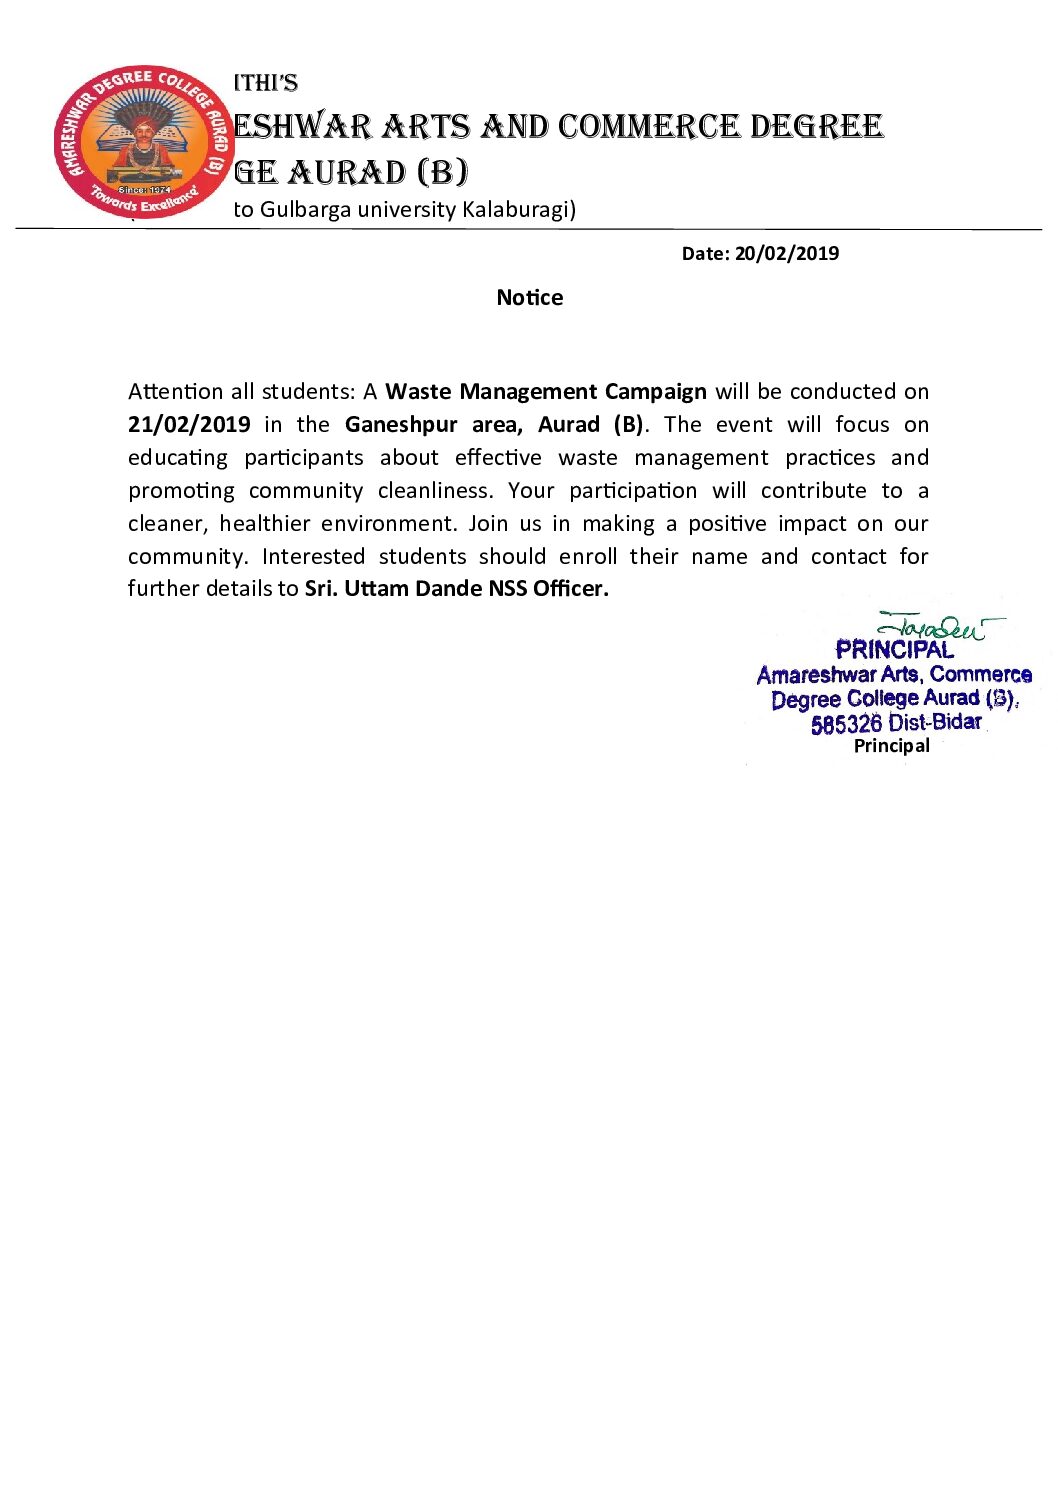 AMARESHWAR DEGREE COLLEGE AURAD (B)
Since 1971
'Towards Excellence'
ITHI'S
ESHWAR ARTS AND COMMERCE DEGREE
GE AURAD (B)
to Gulbarga university Kalaburagi)
Date: 20/02/2019
Notice
Attention all students: A Waste Management Campaign will be conducted on
21/02/2019 in the Ganeshpur area, Aurad (B). The event will focus on
educating participants about effective waste management practices and
promoting community cleanliness. Your participation will contribute to a
cleaner, healthier environment. Join us in making a positive impact on our
community. Interested students should enroll their name and contact for
further details to Sri. Uttam Dande NSS Officer.
PRINCIPAL
Amareshwar Arts, Commerce
Degree College Aurad (B).
585326 Dist-Bidar
Principal